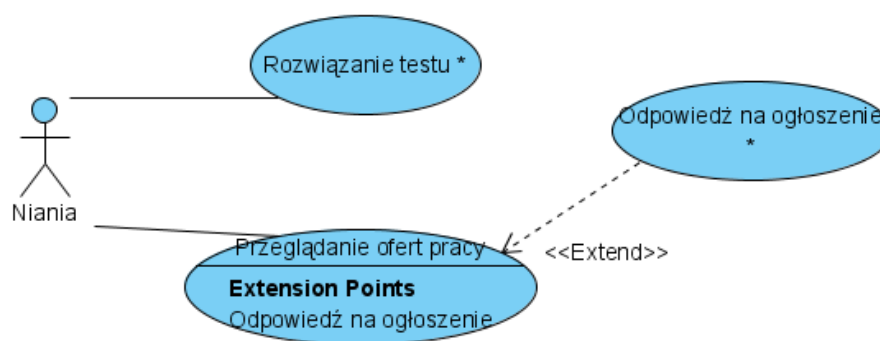 Rozwiązanie testu *
Odpowiedź na ogłoszenie
*
Niania
Przeglądanie ofert pracy
<<Extend>>
Extension Points
Odpowiedź na ogłoszenie